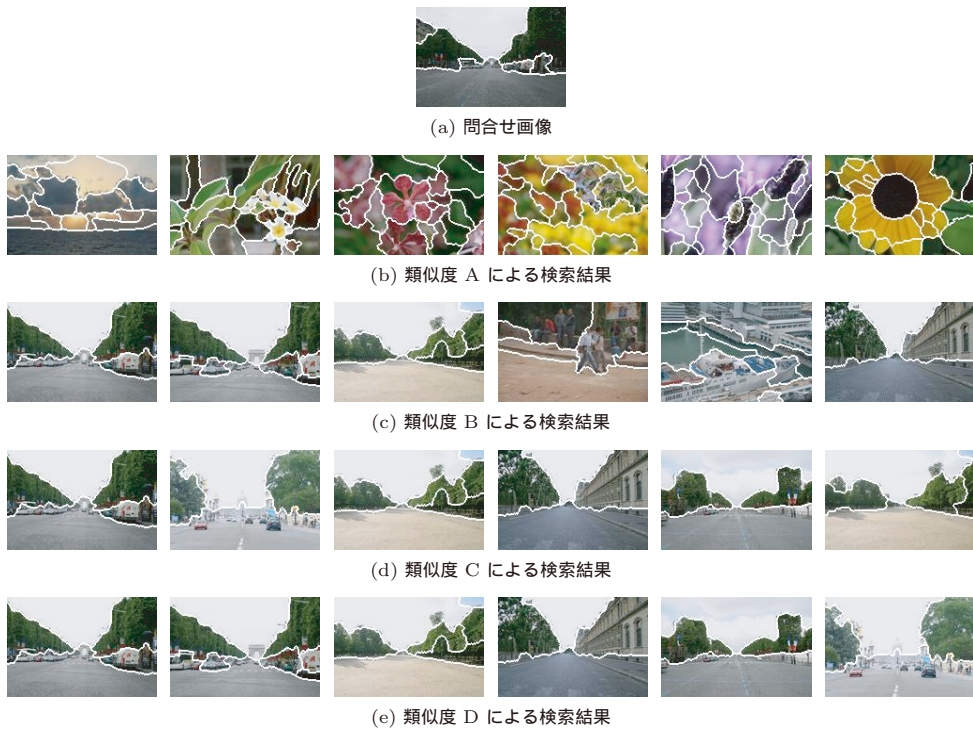 (a) 問合せ画像
(b) 類似度 A による検索結果
(c) 類似度 B による検索結果
(d) 類似度 C による検索結果
(e) 類似度 D による検索結果